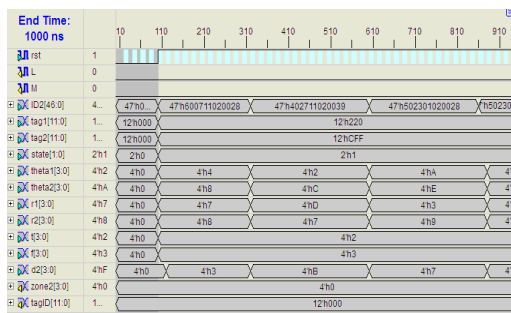 End Time:
1000 ns
10 110 210 310 410 510 610 710 810 910
rst 1
L 0
M 0
ID2[46:0] 4... 47'h0... 47'h600711020028 47'h402711020039 47'h502301020028 'h50230
tag1[11:0] 1... 12'h000 12'h220
tag2[11:0] 1... 12'h000 12'hCFF
state[1:0] 2'h1 2'h0 2'h1
theta1[3:0] 4'h2 4'h0 4'h4 4'h2 4'hA 4'
theta2[3:0] 4'hA 4'h0 4'h8 4'hC 4'hE 4'
r1[3:0] 4'h7 4'h0 4'h7 4'hD 4'h3 4'
r2[3:0] 4'h8 4'h0 4'h8 4'h7 4'h9 4'
t[3:0] 4'h2 4'h0 4'h2
f[3:0] 4'h3 4'h0 4'h3
d2[3:0] 4'hF 4'h0 4'h3 4'hB 4'h7 4'
zone2[3:0] 4'h0 4'h0
tagID[11:0] 1... 12'h000